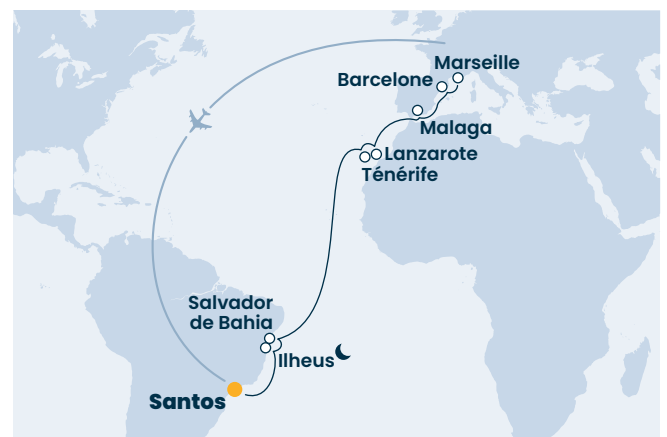 Marseille
Barcelone
Malaga
Lanzarote
Ténérife
Salvador
de Bahia
Ilheus
Santos